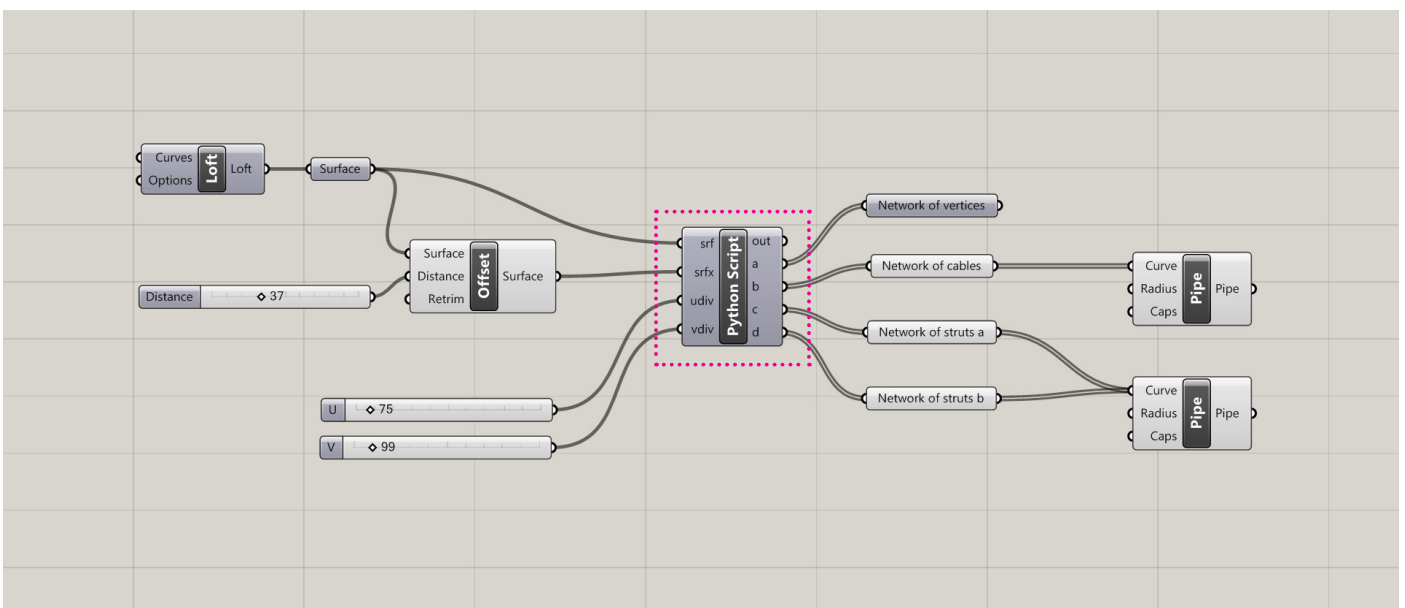 Curves
Options
Loft
Loft
Surface
Surface
Distance
Retrim
Offset
Surface
Distance
37
U
75
V
99
srf
srfx
udiv
vdiv
Python Script
out
a
b
c
d
Network of vertices
Network of cables
Network of struts a
Network of struts b
Curve
Radius
Caps
Pipe
Pipe
Curve
Radius
Caps
Pipe
Pipe